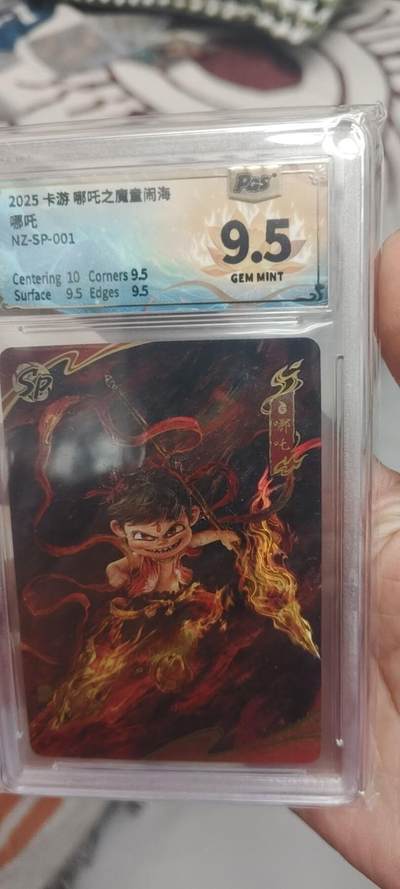 PGS
2025 卡游 哪吒之魔童闹海
哪吒
NZ-SP-001
9.5
GEM MINT
Centering 10 Corners 9.5
Surface 9.5 Edges 9.5
SP
哪吒